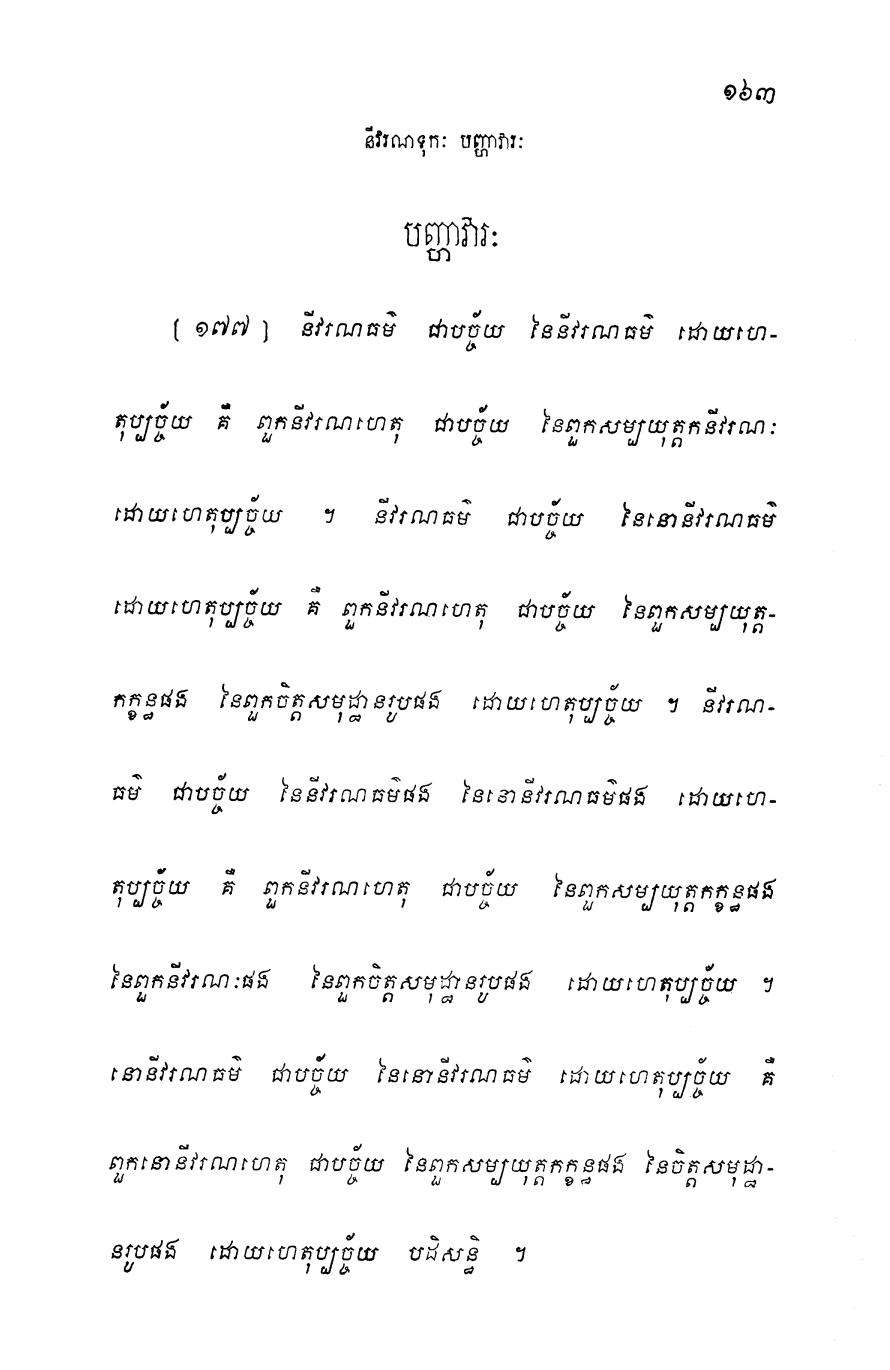 ១៦៣
នីវរណទុកៈ បញ្ហាវារៈ
បញ្ហាវារៈ
[ ១៧៧ ] នីវរណធម៌ ជាបច្ច័យ នៃនីវរណធម៌ ដោយហេ-
តុប្បច្ច័យ គឺ ពួកនីវរណហេតុ ជាបច្ច័យ នៃពួកសម្បយុត្តកនីវរណៈ
ដោយហេតុប្បច្ច័យ ។ នីវរណធម៌ ជាបច្ច័យ នៃនោនីវរណធម៌
ដោយហេតុប្បច្ច័យ គឺ ពួកនីវរណហេតុ ជាបច្ច័យ នៃពួកសម្បយុត្ត-
កក្ខន្ធផង នៃពួកចិត្តសមុដ្ឋានរូបផង ដោយហេតុប្បច្ច័យ ។ នីវរណ-
ធម៌ ជាបច្ច័យ នៃនីវរណធម៌ផង នៃនោនីវរណធម៌ផង ដោយហេ-
តុប្បច្ច័យ គឺ ពួកនីវរណហេតុ ជាបច្ច័យ នៃពួកសម្បយុត្តកក្ខន្ធផង
នៃពួកនីវរណៈផង នៃពួកចិត្តសមុដ្ឋានរូបផង ដោយហេតុប្បច្ច័យ ។
នោនីវរណធម៌ ជាបច្ច័យ នៃនោនីវរណធម៌ ដោយហេតុប្បច្ច័យ គឺ
ពួកនោនីវរណហេតុ ជាបច្ច័យ នៃពួកសម្បយុត្តកក្ខន្ធផង នៃចិត្តសមុដ្ឋា-
នរូបផង ដោយហេតុប្បច្ច័យ បដិសន្ធិ ។